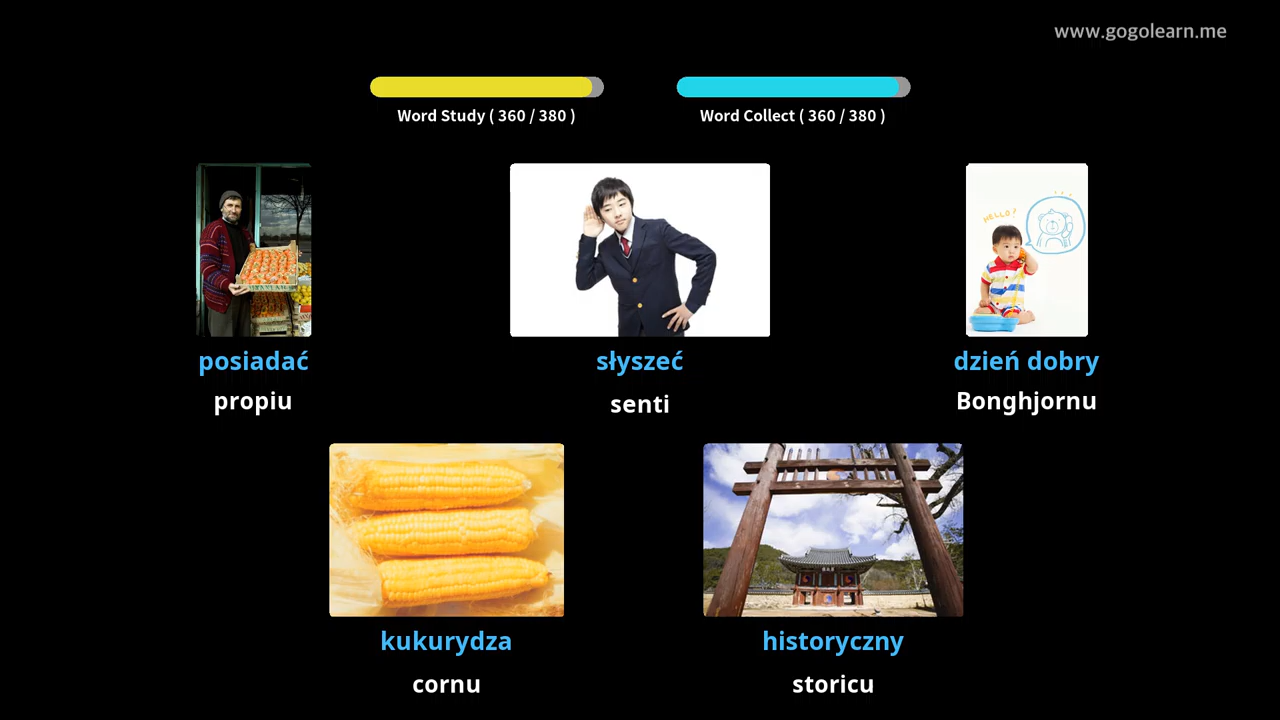 www.gogolearn.me
Word Study ( 360 / 380 )
Word Collect ( 360 / 380 )
HELLO?
posiadać
propiu
słyszeć
senti
dzień dobry
Bonghjornu
kukurydza
cornu
historyczny
storicu